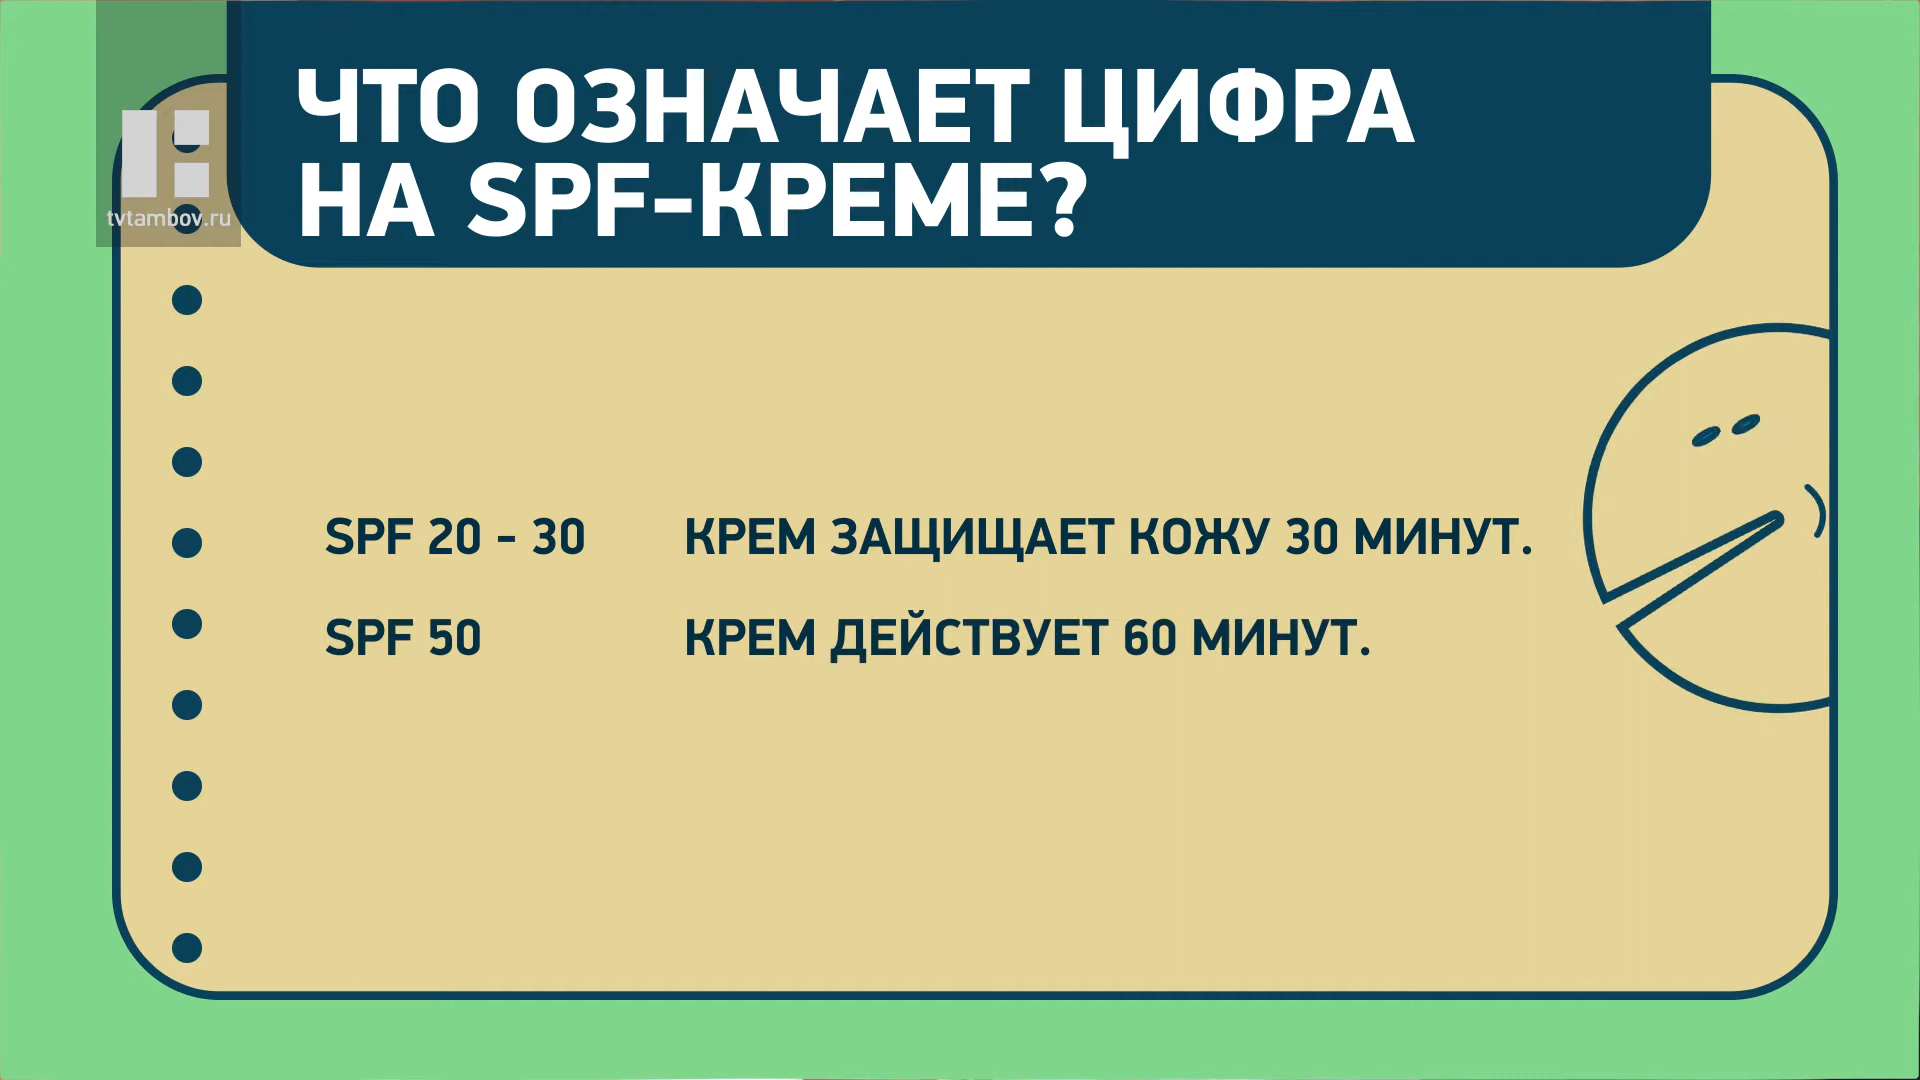 ЧТО ОЗНАЧАЕТ ЦИФРА
НА SPF-КРЕМЕ?
tvtambov.ru
SPF 20 - 30 КРЕМ ЗАЩИЩАЕТ КОЖУ 30 МИНУТ.
SPF 50 КРЕМ ДЕЙСТВУЕТ 60 МИНУТ.